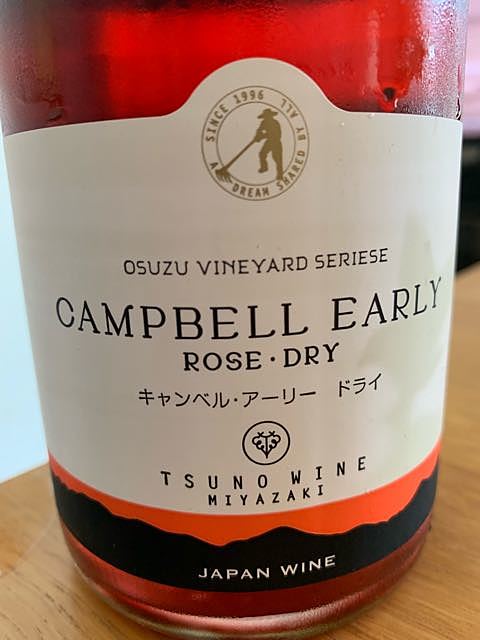 SINCE 1996
A DREAM SHARED BY ALL
OSUZU VINEYARD SERIESE
CAMPBELL EARLY
ROSE・DRY
キャンベル・アーリー ドライ
TSUNO WINE
MIYAZAKI
JAPAN WINE